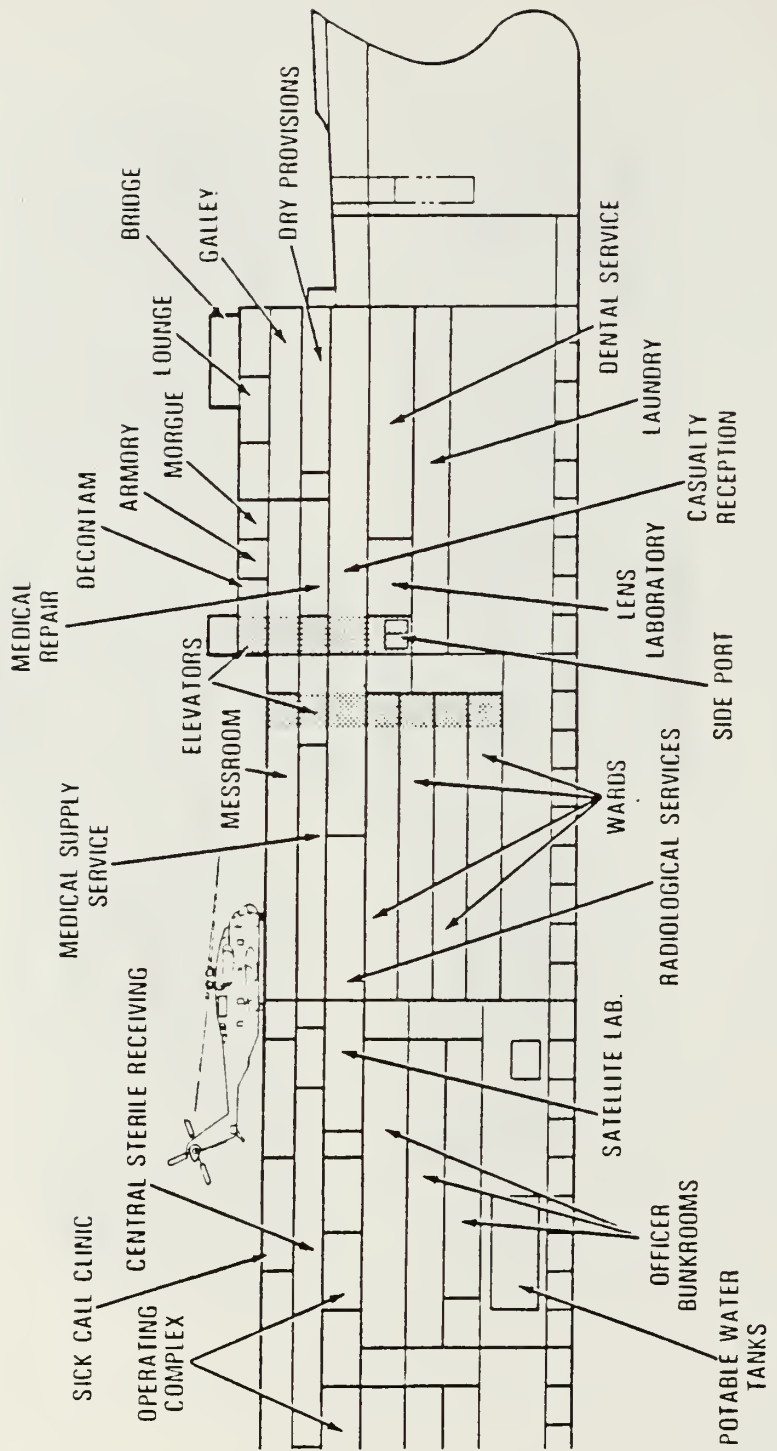 SICK CALL CLINIC
CENTRAL STERILE RECEIVING
OPERATING
COMPLEX
MEDICAL SUPPLY
SERVICE
MESSROOM
ELEVATORS
MEDICAL
REPAIR
DECONTAM
ARMORY
MORGUE
LOUNGE
BRIDGE
GALLEY
DRY PROVISIONS
POTABLE WATER
TANKS
OFFICER
BUNKROOMS
SATELLITE LAB.
RADIOLOGICAL SERVICES
WARDS
SIDE PORT
LENS
LABORATORY
CASUALTY
RECEPTION
LAUNDRY
DENTAL SERVICE